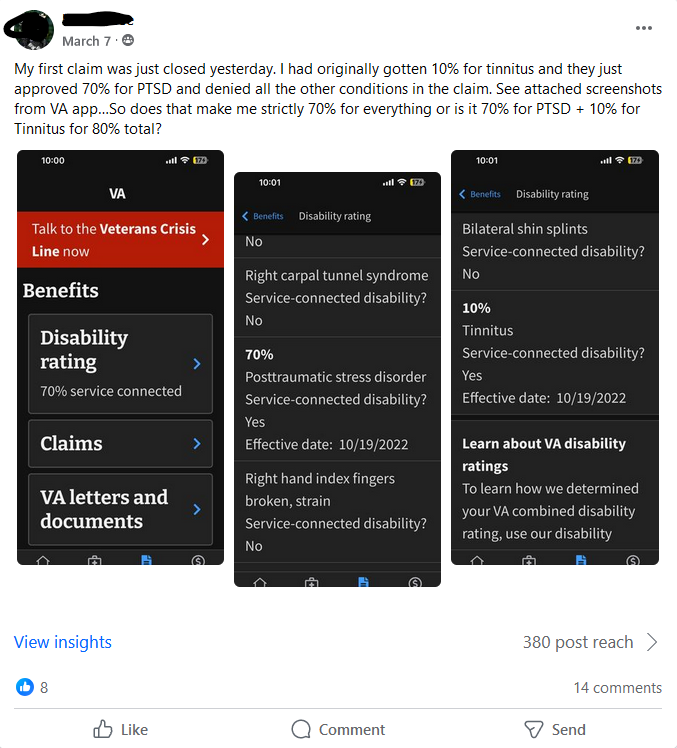 March 7 ·
My first claim was just closed yesterday. I had originally gotten 10% for tinnitus and they just
approved 70% for PTSD and denied all the other conditions in the claim. See attached screenshots
from VA app...So does that make me strictly 70% for everything or is it 70% for PTSD + 10% for
Tinnitus for 80% total?
10:00
17+
VA
Talk to the Veterans Crisis
Line now
Benefits
Disability
rating
70% service connected
Claims
VA letters and
documents
10:01
17+
Benefits Disability rating
No
Right carpal tunnel syndrome
Service-connected disability?
No
70%
Posttraumatic stress disorder
Service-connected disability?
Yes
Effective date: 10/19/2022
Right hand index fingers
broken, strain
Service-connected disability?
No
10:01
17+
Benefits Disability rating
Bilateral shin splints
Service-connected disability?
No
10%
Tinnitus
Service-connected disability?
Yes
Effective date: 10/19/2022
Learn about VA disability
ratings
To learn how we determined
your VA combined disability
rating, use our disability
View insights
380 post reach
8
14 comments
Like
Comment
Send